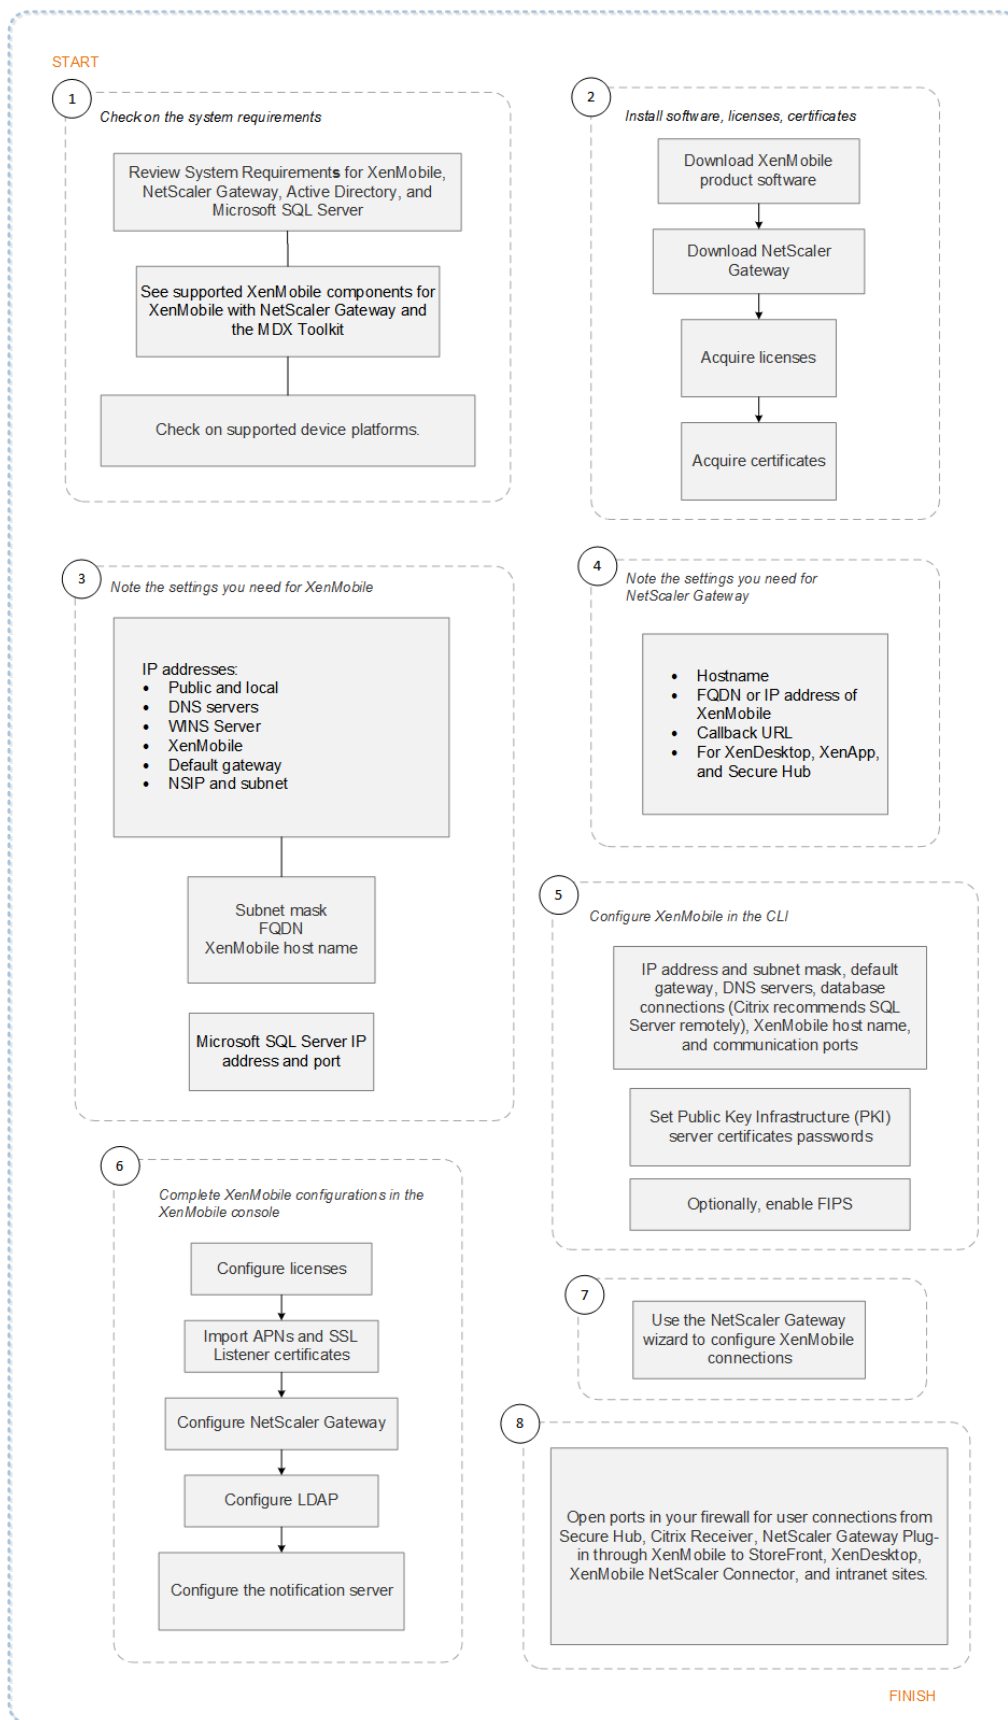 START
1
Check on the system requirements
Review System Requirements for XenMobile,
NetScaler Gateway, Active Directory, and
Microsoft SQL Server
See supported XenMobile components for
XenMobile with NetScaler Gateway and
the MDX Toolkit
Check on supported device platforms.
2
Install software, licenses, certificates
Download XenMobile
product software
Download NetScaler
Gateway
Acquire licenses
Acquire certificates
3
Note the settings you need for XenMobile
IP addresses:
• Public and local
• DNS servers
• WINS Server
• XenMobile
• Default gateway
• NSIP and subnet
Subnet mask
FQDN
XenMobile host name
Microsoft SQL Server IP
address and port
4
Note the settings you need for
NetScaler Gateway
• Hostname
• FQDN or IP address of
XenMobile
• Callback URL
• For XenDesktop, XenApp,
and Secure Hub
5
Configure XenMobile in the CLI
IP address and subnet mask, default
gateway, DNS servers, database
connections (Citrix recommends SQL
Server remotely), XenMobile host name,
and communication ports
Set Public Key Infrastructure (PKI)
server certificates passwords
Optionally, enable FIPS
6
Complete XenMobile configurations in the
XenMobile console
Configure licenses
Import APNs and SSL
Listener certificates
Configure NetScaler Gateway
Configure LDAP
Configure the notification server
7
Use the NetScaler Gateway
wizard to configure XenMobile
connections
8
Open ports in your firewall for user connections from
Secure Hub, Citrix Receiver, NetScaler Gateway Plug-
in through XenMobile to StoreFront, XenDesktop,
XenMobile NetScaler Connector, and intranet sites.
FINISH